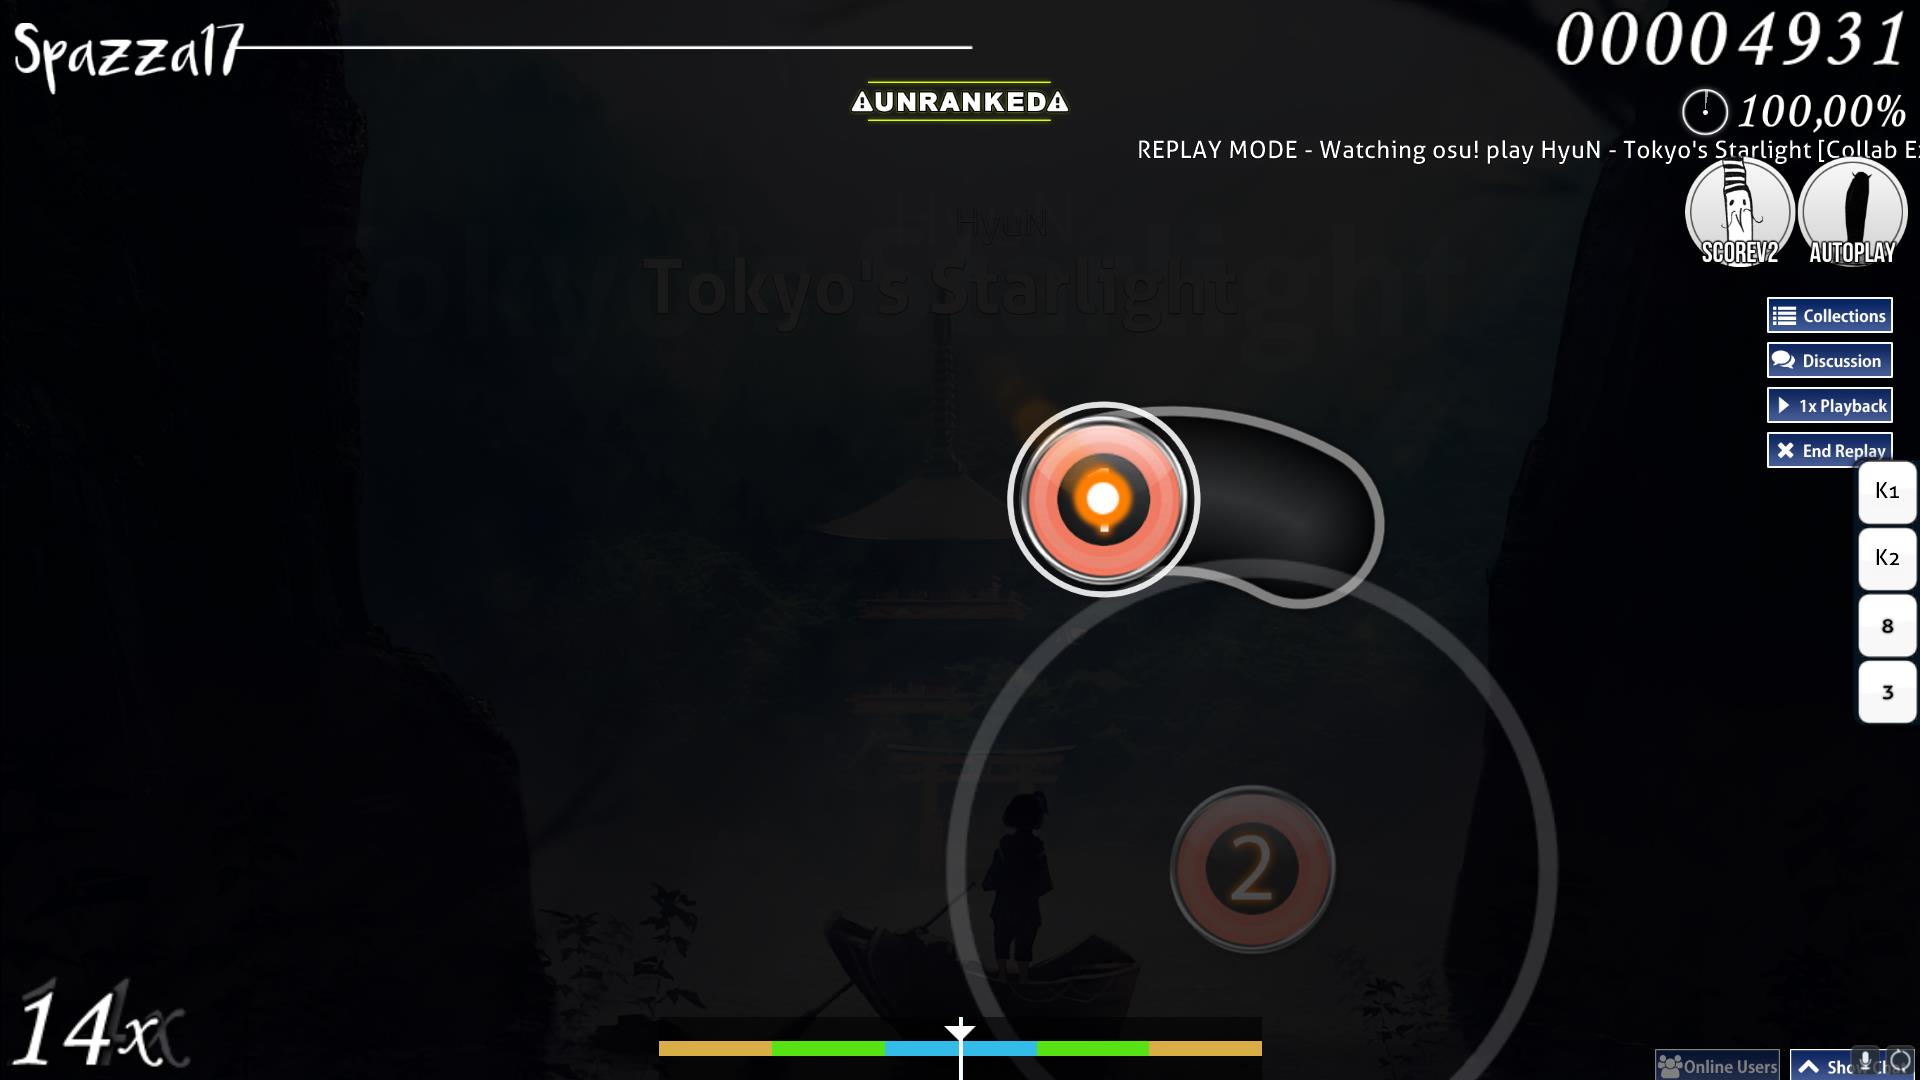 Spazza17
00004931
⚠UNRANKED⚠
100,00%
REPLAY MODE - Watching osu! play HyuN - Tokyo's Starlight [Collab E
SCOREV2
AUTOPLAY
HyuN
Tokyo's Starlight
Collections
Discussion
1x Playback
End Replay
K1
K2
8
3
2
14x
Online Users